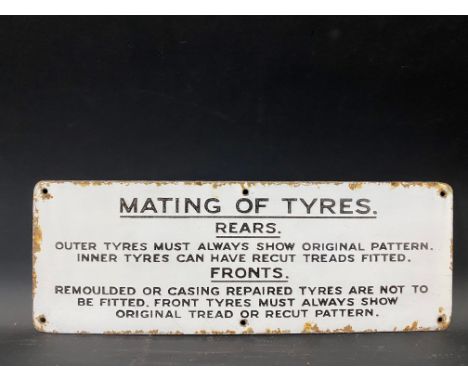 MATING OF TYRES.
REARS.
OUTER TYRES MUST ALWAYS SHOW ORIGINAL PATTERN.
INNER TYRES CAN HAVE RECUT TREADS FITTED.
FRONTS.
REMOULDED OR CASING REPAIRED TYRES ARE NOT TO
BE FITTED. FRONT TYRES MUST ALWAYS SHOW
ORIGINAL TREAD OR RECUT PATTERN.